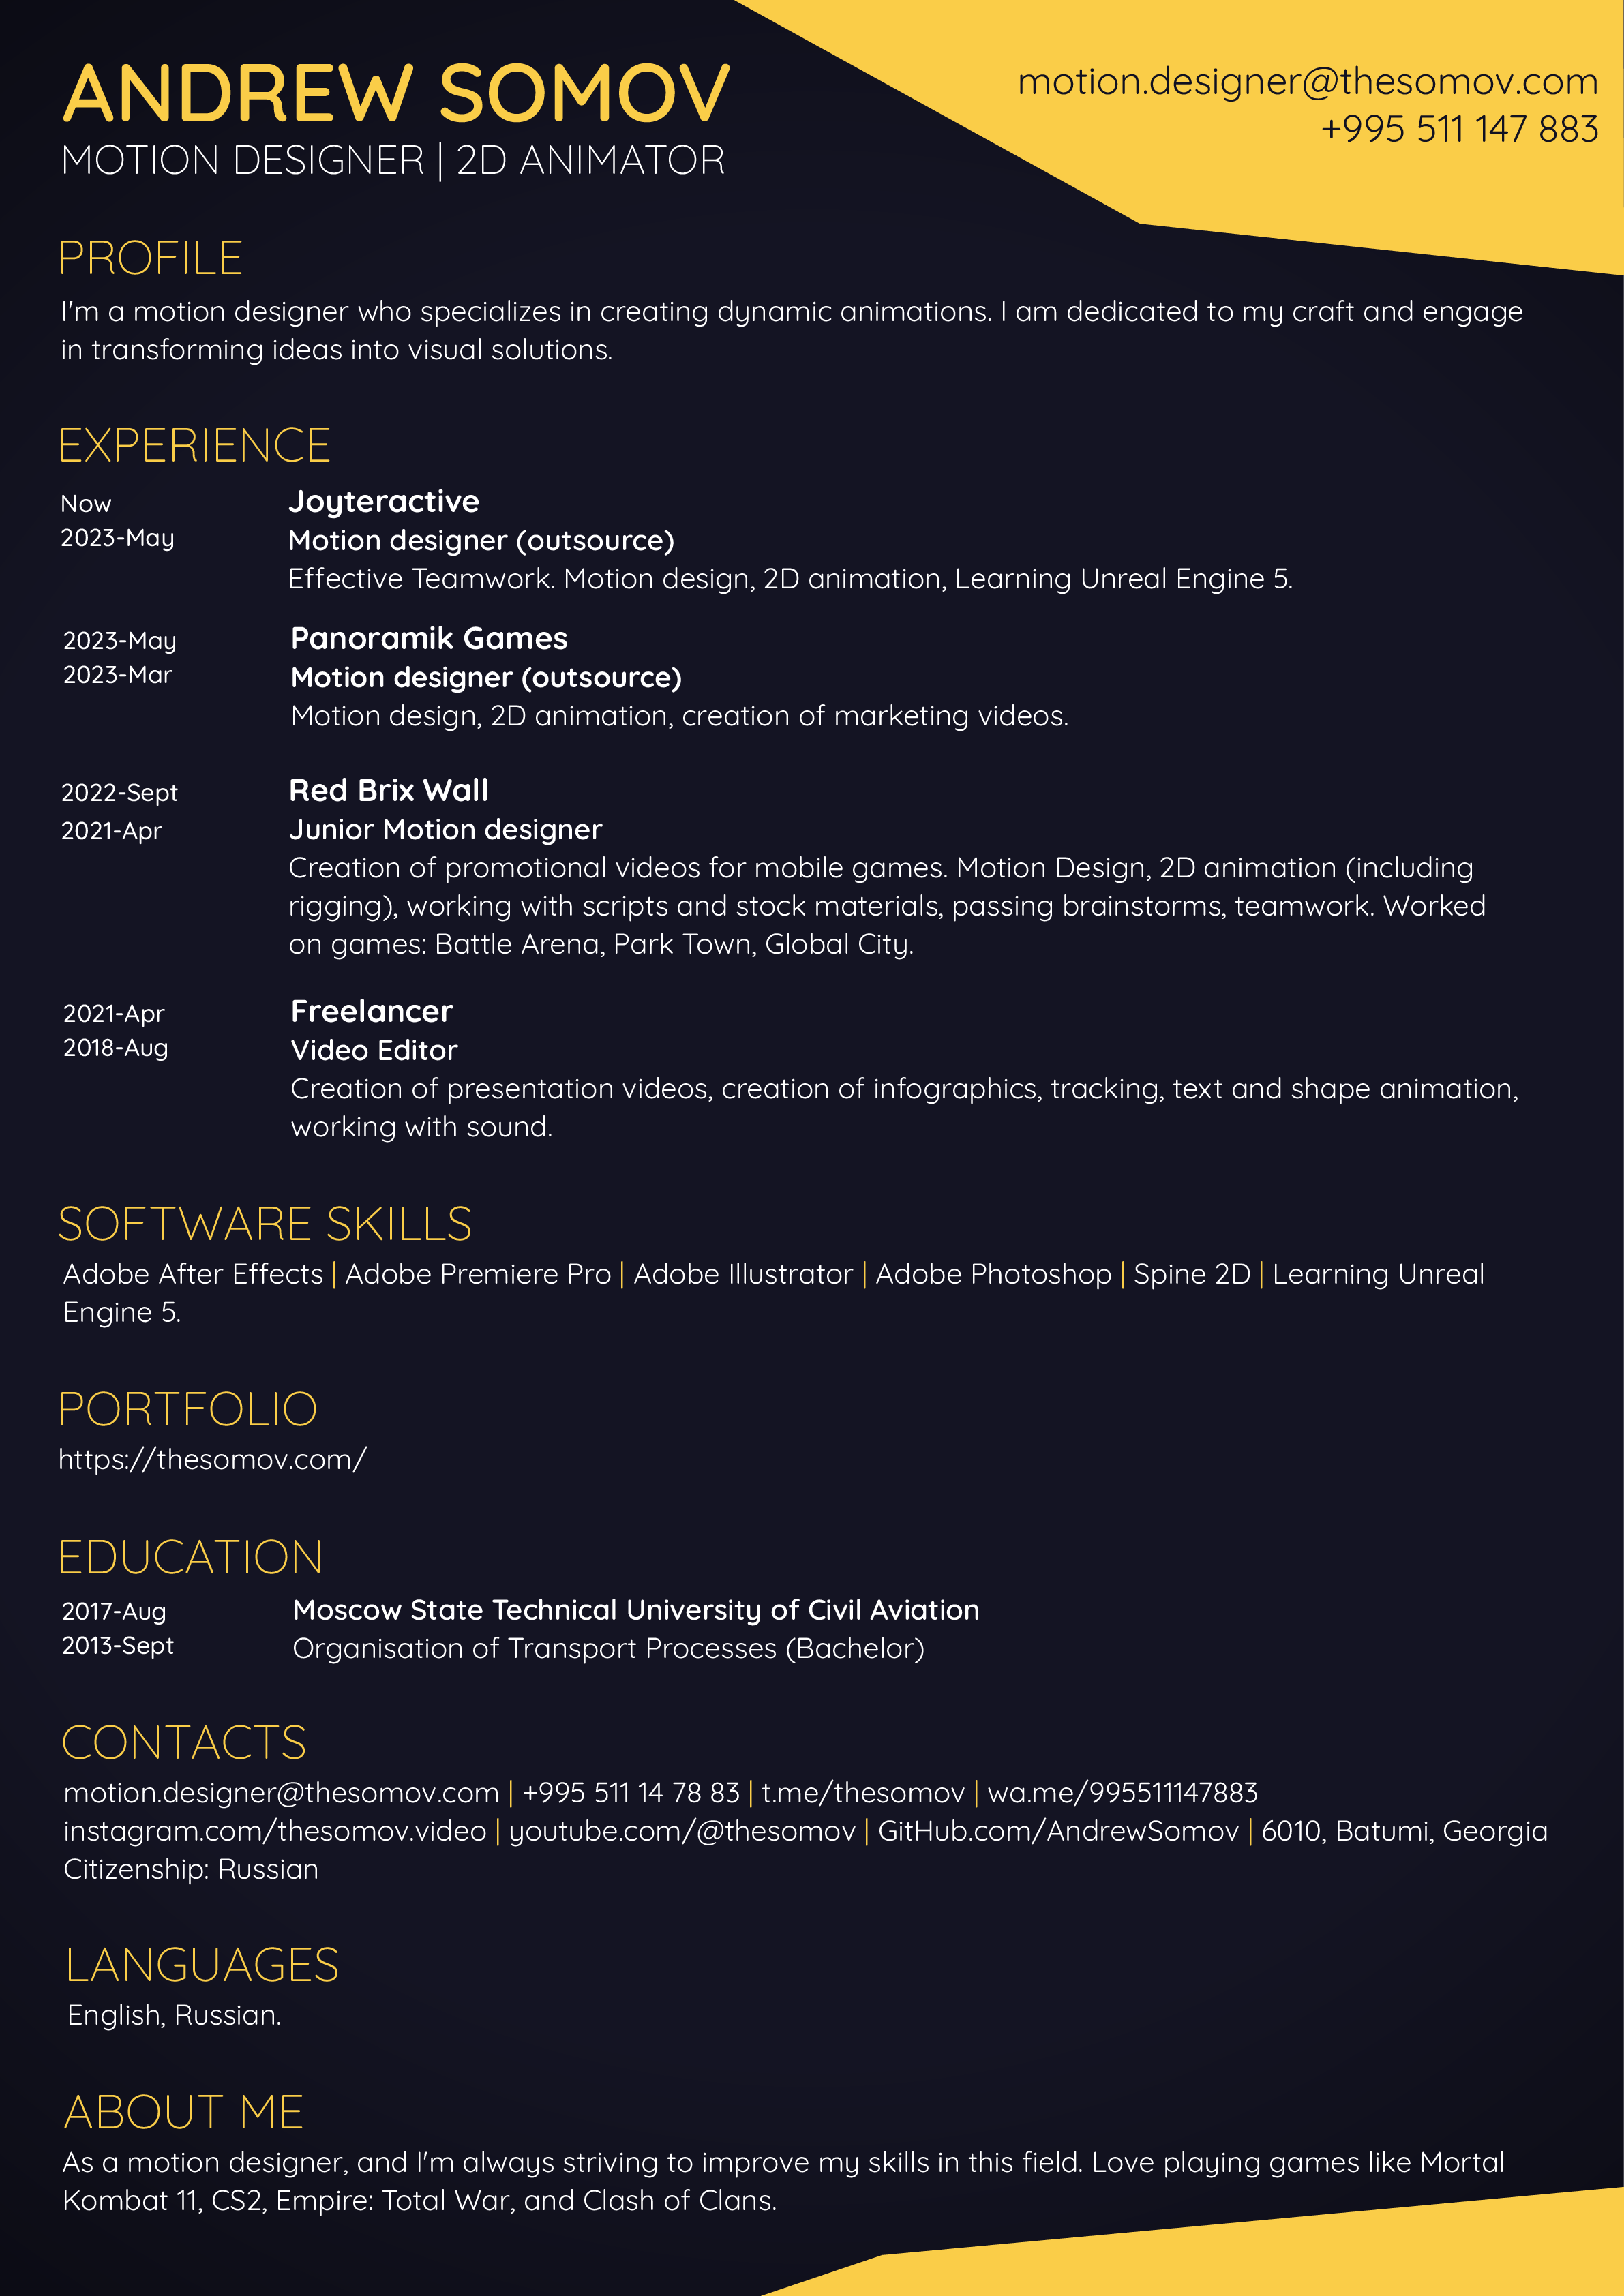 ANDREW SOMOV
MOTION DESIGNER | 2D ANIMATOR
motion.designer@thesomov.com
+995 511 147 883
PROFILE
I'm a motion designer who specializes in creating dynamic animations. I am dedicated to my craft and engage
in transforming ideas into visual solutions.
EXPERIENCE
Now
2023-May
Joyteractive
Motion designer (outsource)
Effective Teamwork. Motion design, 2D animation, Learning Unreal Engine 5.
2023-May
2023-Mar
Panoramik Games
Motion designer (outsource)
Motion design, 2D animation, creation of marketing videos.
2022-Sept
2021-Apr
Red Brix Wall
Junior Motion designer
Creation of promotional videos for mobile games. Motion Design, 2D animation (including
rigging), working with scripts and stock materials, passing brainstorms, teamwork. Worked
on games: Battle Arena, Park Town, Global City.
2021-Apr
2018-Aug
Freelancer
Video Editor
Creation of presentation videos, creation of infographics, tracking, text and shape animation,
working with sound.
SOFTWARE SKILLS
Adobe After Effects | Adobe Premiere Pro | Adobe Illustrator | Adobe Photoshop | Spine 2D | Learning Unreal
Engine 5.
PORTFOLIO
https://thesomov.com/
EDUCATION
2017-Aug
2013-Sept
Moscow State Technical University of Civil Aviation
Organisation of Transport Processes (Bachelor)
CONTACTS
motion.designer@thesomov.com | +995 511 14 78 83 | t.me/thesomov | wa.me/995511147883
instagram.com/thesomov.video | youtube.com/@thesomov | GitHub.com/AndrewSomov | 6010, Batumi, Georgia
Citizenship: Russian
LANGUAGES
English, Russian.
ABOUT ME
As a motion designer, and I'm always striving to improve my skills in this field. Love playing games like Mortal
Kombat 11, CS2, Empire: Total War, and Clash of Clans.